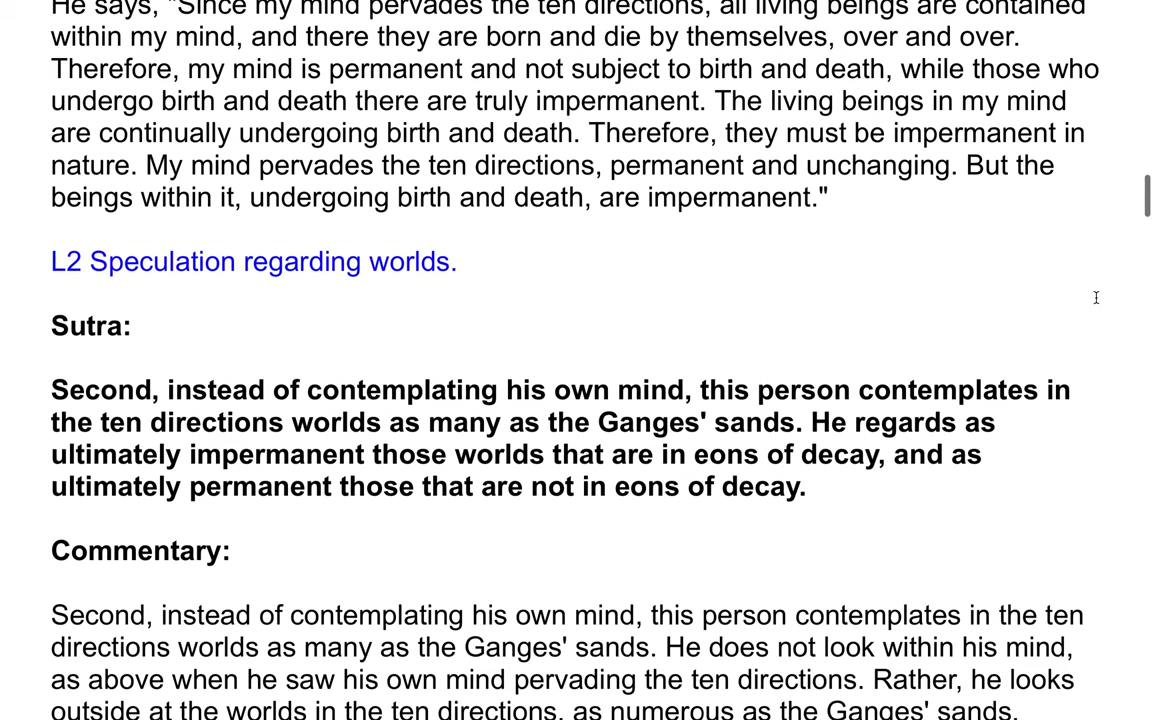 He says, "Since my mind pervades the ten directions, all living beings are contained
within my mind, and there they are born and die by themselves, over and over.
Therefore, my mind is permanent and not subject to birth and death, while those who
undergo birth and death there are truly impermanent. The living beings in my mind
are continually undergoing birth and death. Therefore, they must be impermanent in
nature. My mind pervades the ten directions, permanent and unchanging. But the
beings within it, undergoing birth and death, are impermanent."
L2 Speculation regarding worlds.
Sutra:
Second, instead of contemplating his own mind, this person contemplates in
the ten directions worlds as many as the Ganges' sands. He regards as
ultimately impermanent those worlds that are in eons of decay, and as
ultimately permanent those that are not in eons of decay.
Commentary:
Second, instead of contemplating his own mind, this person contemplates in the ten
directions worlds as many as the Ganges' sands. He does not look within his mind,
as above when he saw his own mind pervading the ten directions. Rather, he looks
outside at the worlds in the ten directions, as numerous as the Ganges' sands.